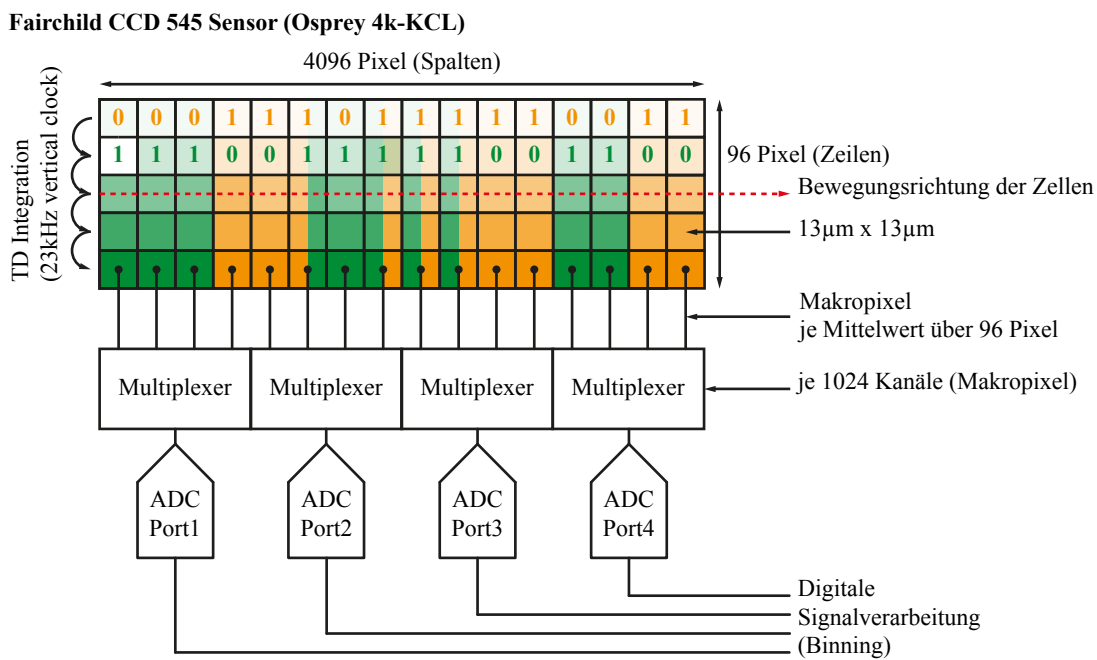 Fairchild CCD 545 Sensor (Osprey 4k-KCL)
4096 Pixel (Spalten)
TD Integration
(23kHz vertical clock)
0 0 0 1 1 1 0 1 1 1 1 1 0 0 1 1
1 1 1 0 0 1 1 1 1 1 0 0 1 1 0 0
96 Pixel (Zeilen)
Bewegungsrichtung der Zellen
13µm x 13µm
Makropixel
je Mittelwert über 96 Pixel
Multiplexer Multiplexer Multiplexer Multiplexer
je 1024 Kanäle (Makropixel)
ADC ADC ADC ADC
Port1 Port2 Port3 Port4
Digitale
Signalverarbeitung
(Binning)